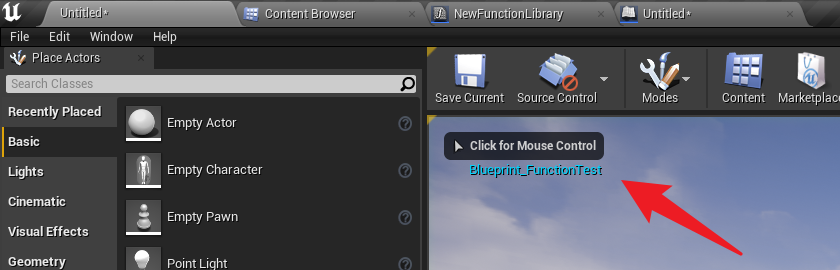 Untitled*
Content Browser
NewFunctionLibrary
Untitled*
File Edit Window Help
Place Actors
Search Classes
Recently Placed
Basic
Lights
Cinematic
Visual Effects
Geometry
Empty Actor
Empty Character
Empty Pawn
Point Light
Save Current
Source Control
Modes
Content
Marketplac
Click for Mouse Control
Blueprint_FunctionTest